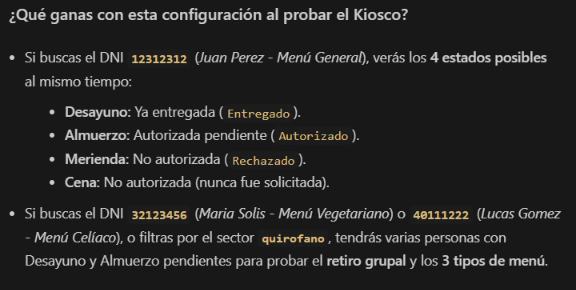 ¿Qué ganas con esta configuración al probar el Kiosco?
• Si buscas el DNI 12312312 (Juan Perez - Menú General), verás los 4 estados posibles
al mismo tiempo:
• Desayuno: Ya entregada ( Entregado ).
• Almuerzo: Autorizada pendiente ( Autorizado ).
• Merienda: No autorizada ( Rechazado ).
• Cena: No autorizada (nunca fue solicitada).
• Si buscas el DNI 32123456 (Maria Solis - Menú Vegetariano) o 40111222 (Lucas Gomez
- Menú Celíaco), o filtras por el sector quirofano , tendrás varias personas con
Desayuno y Almuerzo pendientes para probar el retiro grupal y los 3 tipos de menú.